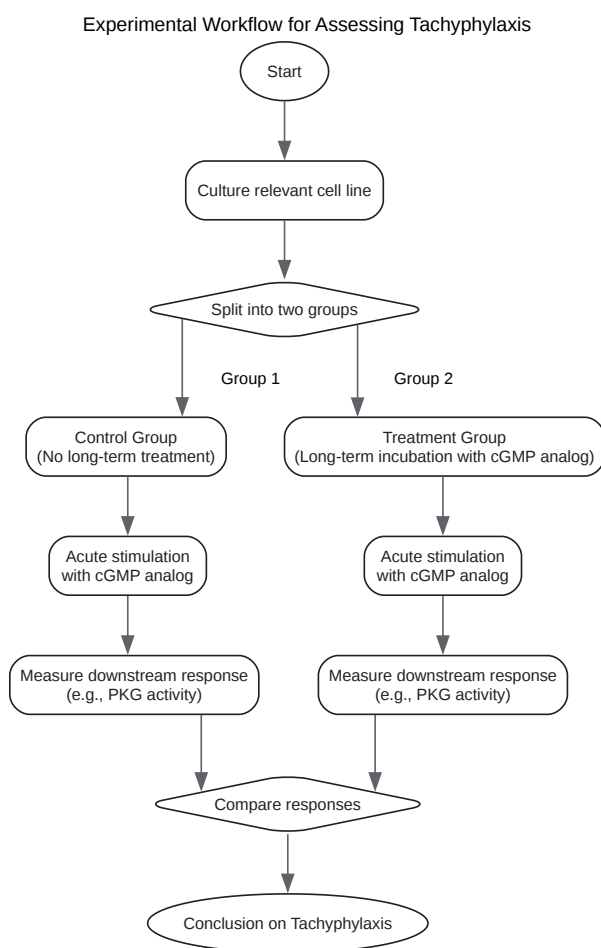 Experimental Workflow for Assessing Tachyphylaxis
Start
Culture relevant cell line
Split into two groups
Group 1
Group 2
Control Group
(No long-term treatment)
Treatment Group
(Long-term incubation with cGMP analog)
Acute stimulation
with cGMP analog
Acute stimulation
with cGMP analog
Measure downstream response
(e.g., PKG activity)
Measure downstream response
(e.g., PKG activity)
Compare responses
Conclusion on Tachyphylaxis